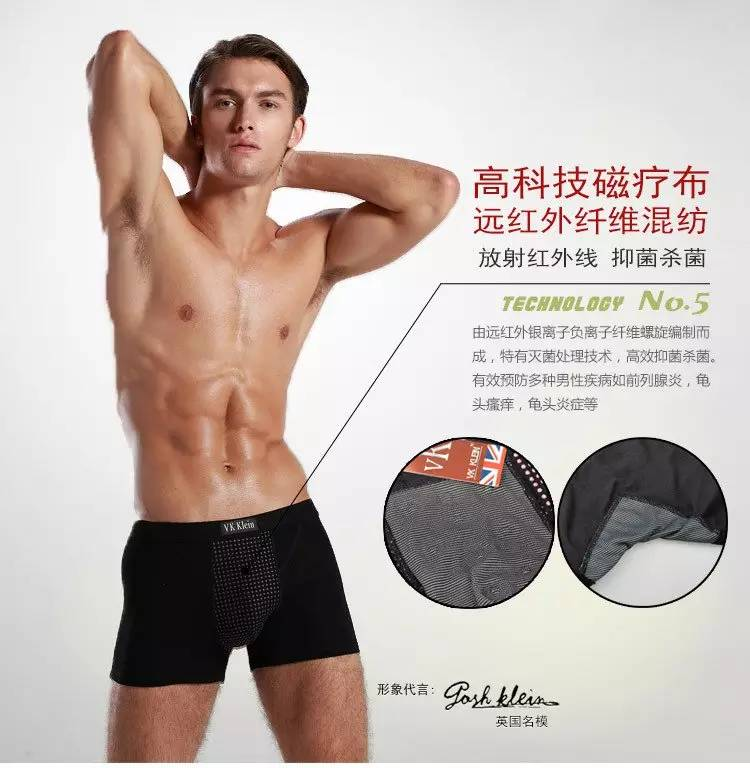 高科技磁疗布
远红外纤维混纺
放射红外线 抑菌杀菌
TECHNOLOGY No.5
由远红外银离子负离子纤维螺旋编制而
成，特有灭菌处理技术，高效抑菌杀菌。
有效预防多种男性疾病如前列腺炎，龟
头瘙痒，龟头炎症等
VK
VK KLEIN
VK Klein
形象代言： Gosh klein
英国名模